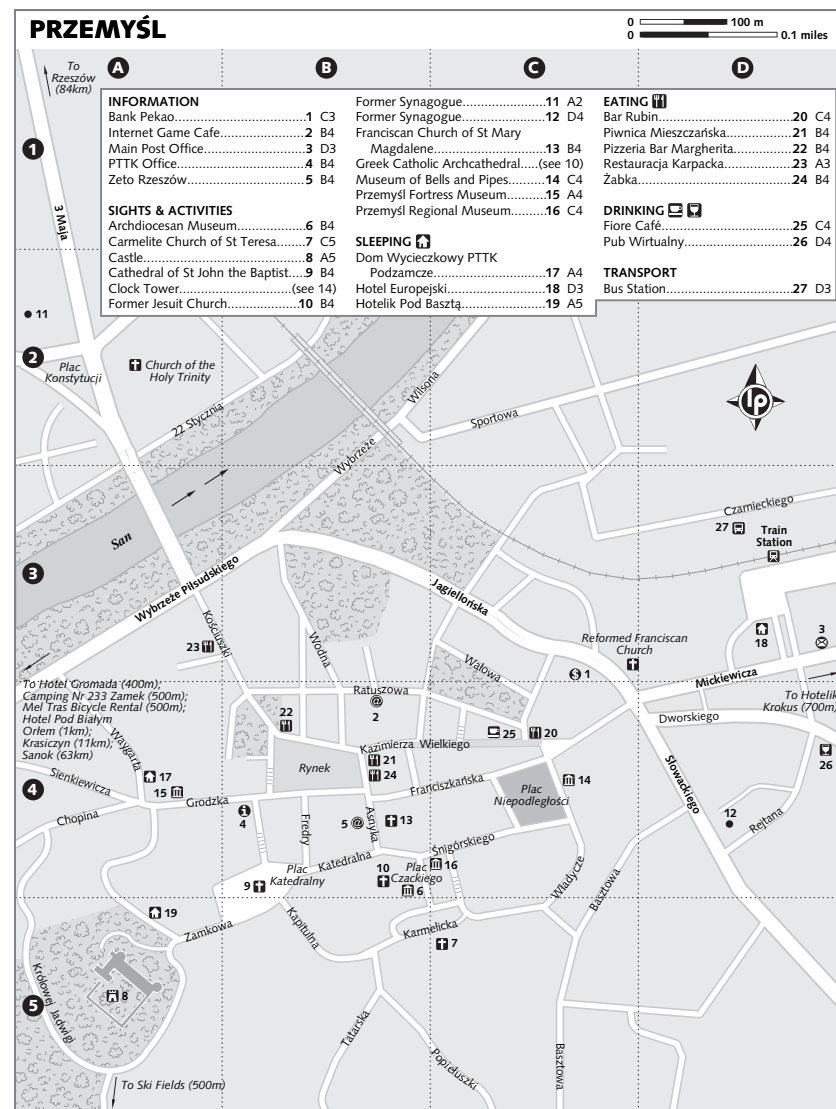 PRZEMYŚL
0 100 m
0 0.1 miles
A B C D
To
Rzeszów
(84km)
INFORMATION
Bank Pekao 1 C3
Internet Game Cafe 2 B4
Main Post Office 3 D3
PTTK Office 4 B4
Zeto Rzeszów 5 B4
SIGHTS & ACTIVITIES
Archdiocesan Museum 6 B4
Carmelite Church of St Teresa 7 C5
Castle 8 A5
Cathedral of St John the Baptist 9 B4
Clock Tower (see 14)
Former Jesuit Church 10 B4
Former Synagogue 11 A2
Former Synagogue 12 D4
Franciscan Church of St Mary
Magdalene 13 B4
Greek Catholic Archcathedral (see 10)
Museum of Bells and Pipes 14 C4
Przemyśl Fortress Museum 15 A4
Przemyśl Regional Museum 16 C4
SLEEPING
Dom Wycieczkowy PTTK
Podzamcze 17 A4
Hotel Europejski 18 D3
Hotelik Pod Basztą 19 A5
EATING
Bar Rubin 20 C4
Piwnica Mieszczańska 21 B4
Pizzeria Bar Margherita 22 B4
Restauracja Karpacka 23 A3
Żabka 24 B4
DRINKING
Fiore Café 25 C4
Pub Wirtualny 26 D4
TRANSPORT
Bus Station 27 D3
1
3 Maja
11
2
Plac
Konstytucji
Church of the
Holy Trinity
lp
22 Stycznia
Wilsona
Sportowa
Wybrzeże
San
3
Czarnieckiego
27
Train
Station
Wybrzeże Piłsudskiego
Jagiellońska
Kościuszki
23
Wodna
Wałowa
Reformed Franciscan
Church
1
18
3
Mickiewicza
To Hotel Gromada (400m);
Camping Nr 233 Zamek (500m);
Mel Tras Bicycle Rental (500m);
Hotel Pod Białym
Orłem (1km);
Krasiczyn (11km);
Sanok (63km)
To Hotelik
Krokus (700m)
Ratuszowa
2
22
25
20
Dworskiego
26
Waygarta
Kazimierza Wielkiego
Rynek
21
24
Słowackiego
4
Sienkiewicza
17
15
Grodzka
Franciszkańska
Plac
Niepodległości
14
Chopina
4
Fredry
5
Asnyka
13
12
Rejtana
Śnigórskiego
Katedralna
Plac
Katedralny
9
10
Plac
Czackiego
16
6
Władycze
Basztowa
19
Zamkowa
Kapitulna
Karmelicka
7
5
Królowej Jadwigi
8
Tatarska
Popiełuszki
Basztowa
To Ski Fields (500m)